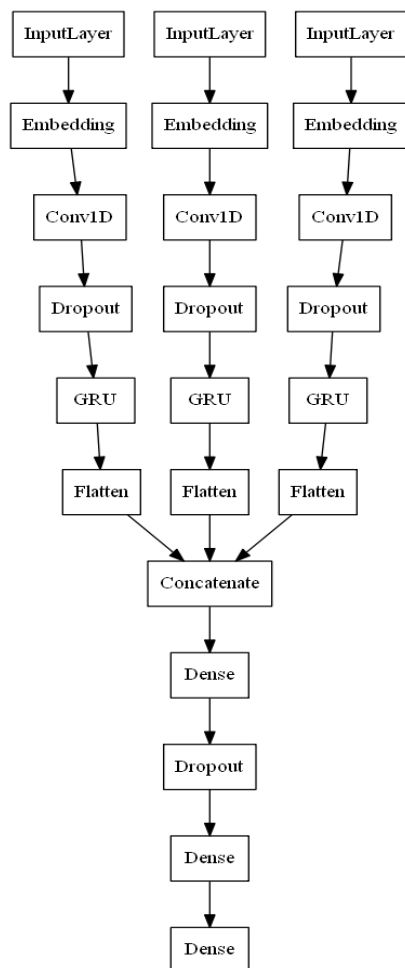 InputLayer InputLayer InputLayer
Embedding Embedding Embedding
Conv1D Conv1D Conv1D
Dropout Dropout Dropout
GRU GRU GRU
Flatten Flatten Flatten
Concatenate
Dense
Dropout
Dense
Dense